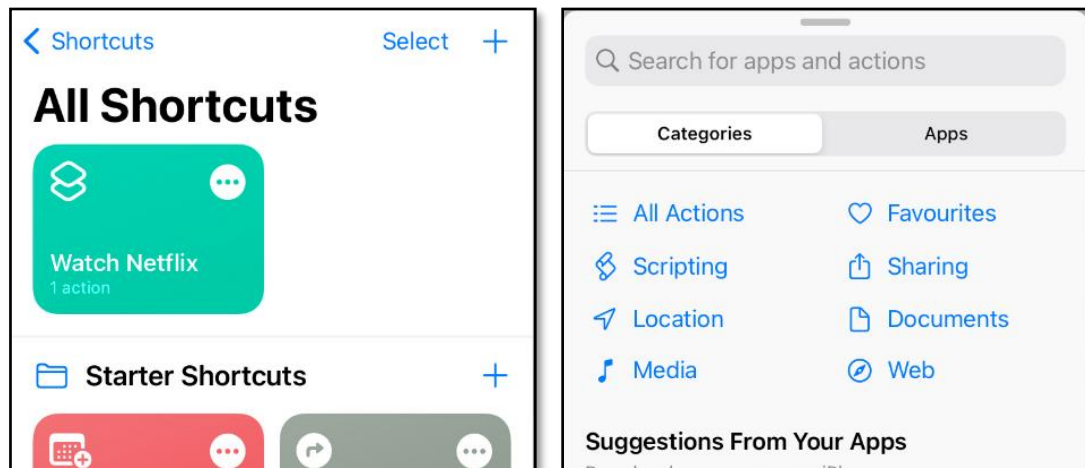 Shortcuts
Select
All Shortcuts
Watch Netflix
1 action
Starter Shortcuts
Search for apps and actions
Categories
Apps
All Actions
Favourites
Scripting
Sharing
Location
Documents
Media
Web
Suggestions From Your Apps